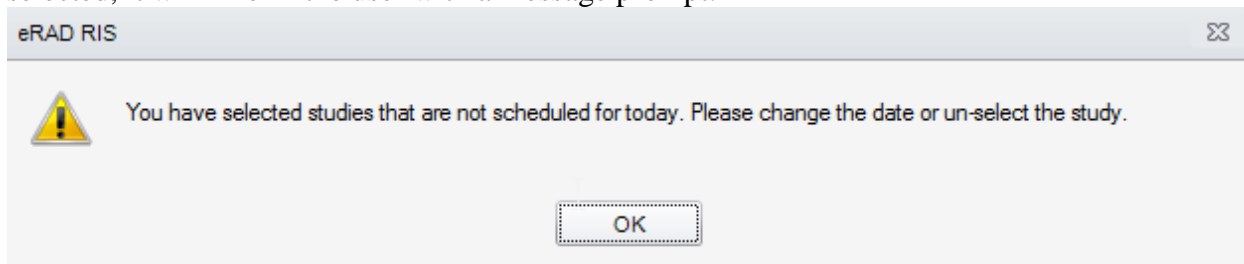 eRAD RIS
You have selected studies that are not scheduled for today. Please change the date or un-select the study.
OK